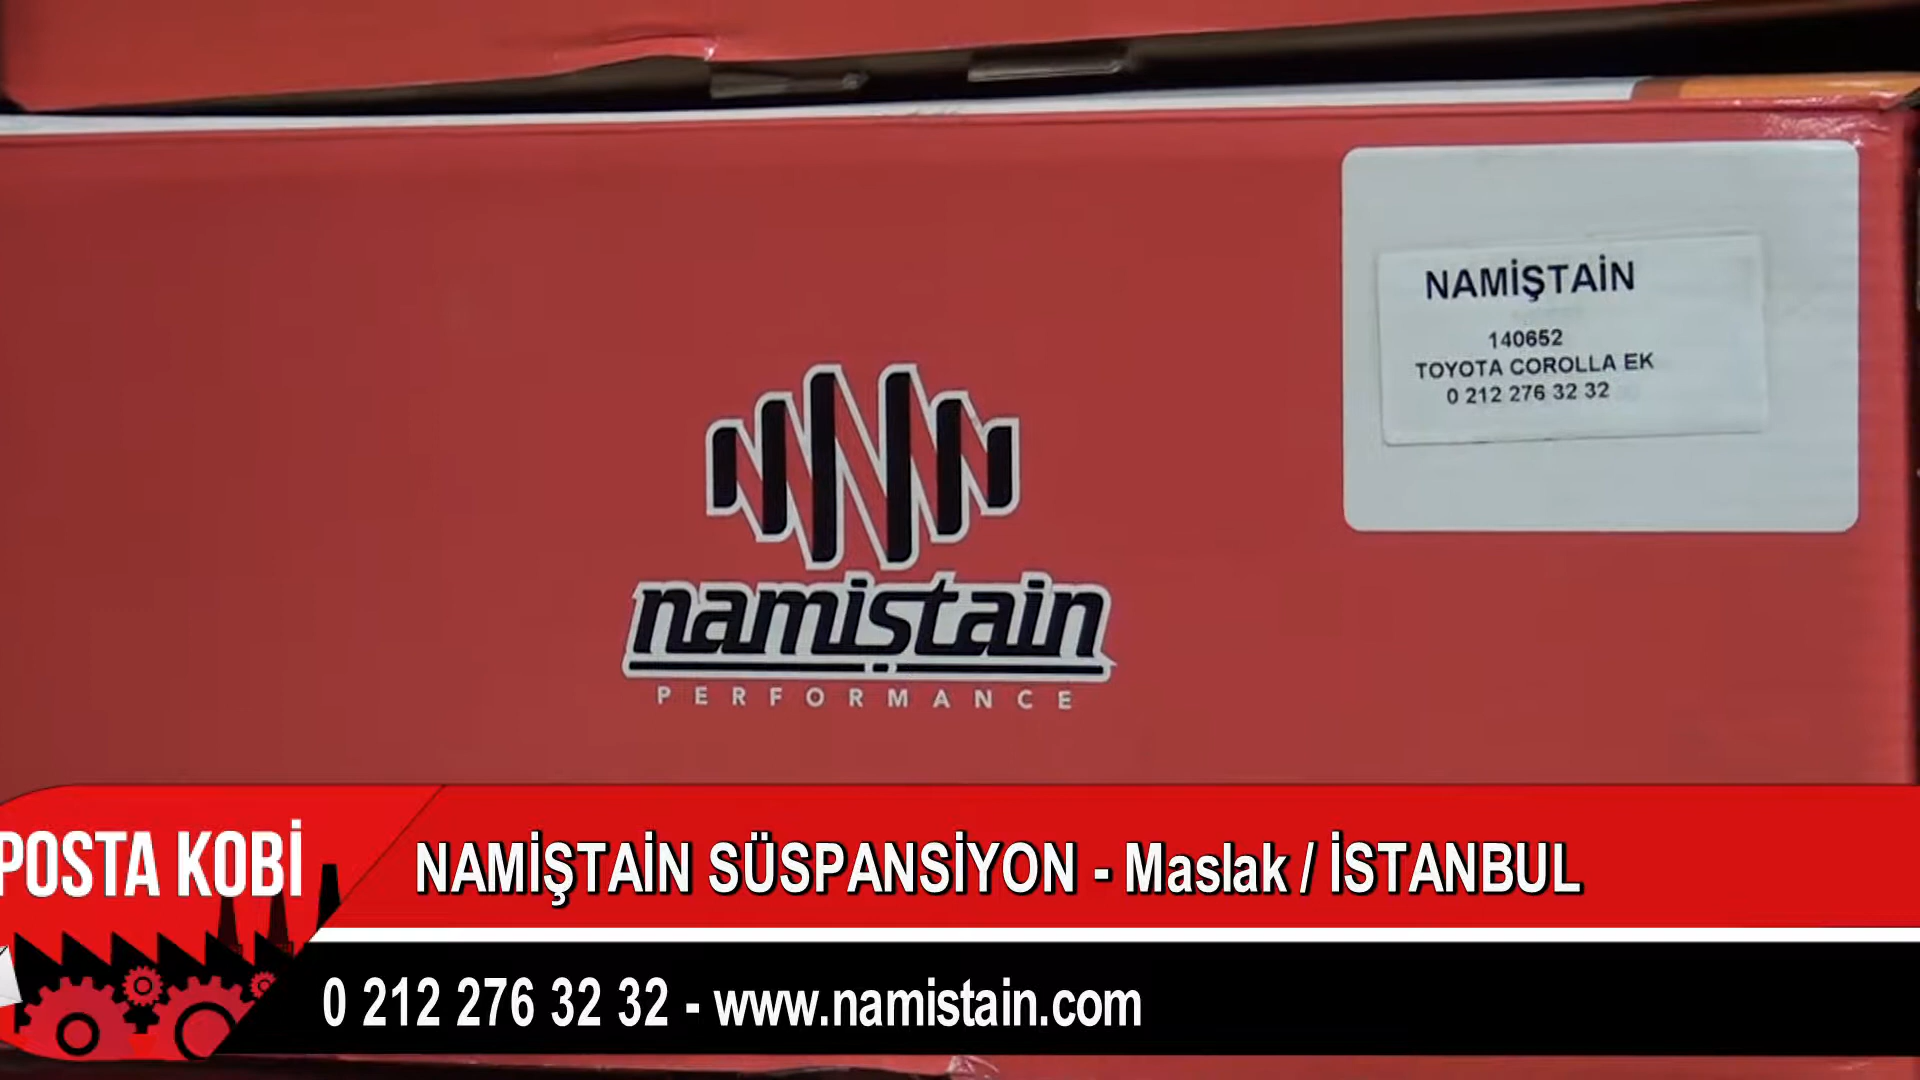 NAMİŞTAİN
140652
TOYOTA COROLLA EK
0 212 276 32 32
namiştain
PERFORMANCE
POSTA KOBİ
NAMİŞTAİN SÜSPANSİYON - Maslak / İSTANBUL
0 212 276 32 32 - www.namistain.com